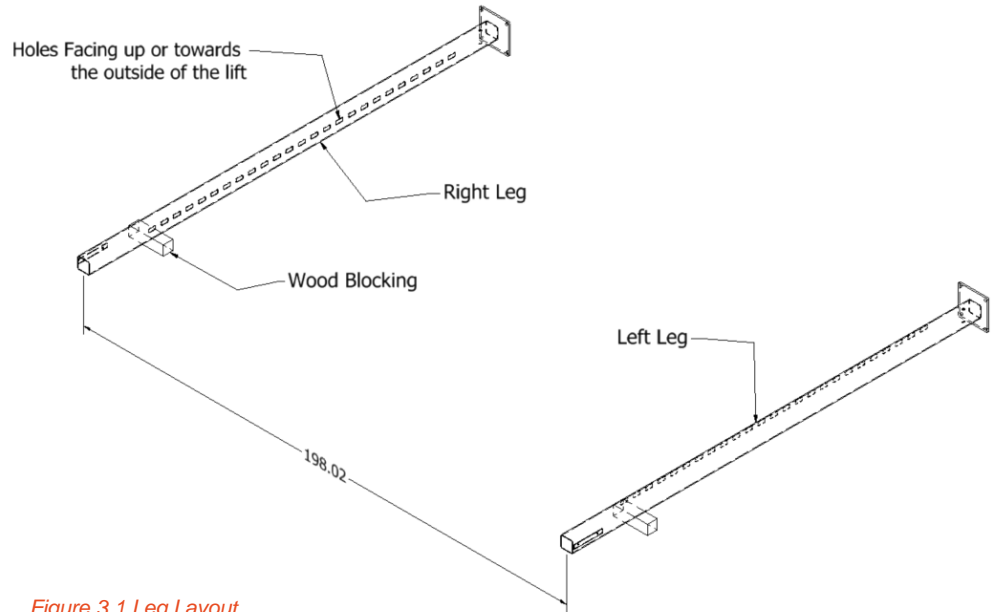 Holes Facing up or towards
the outside of the lift
Right Leg
Wood Blocking
Left Leg
198.02
Figure 3.1 Leg Layout